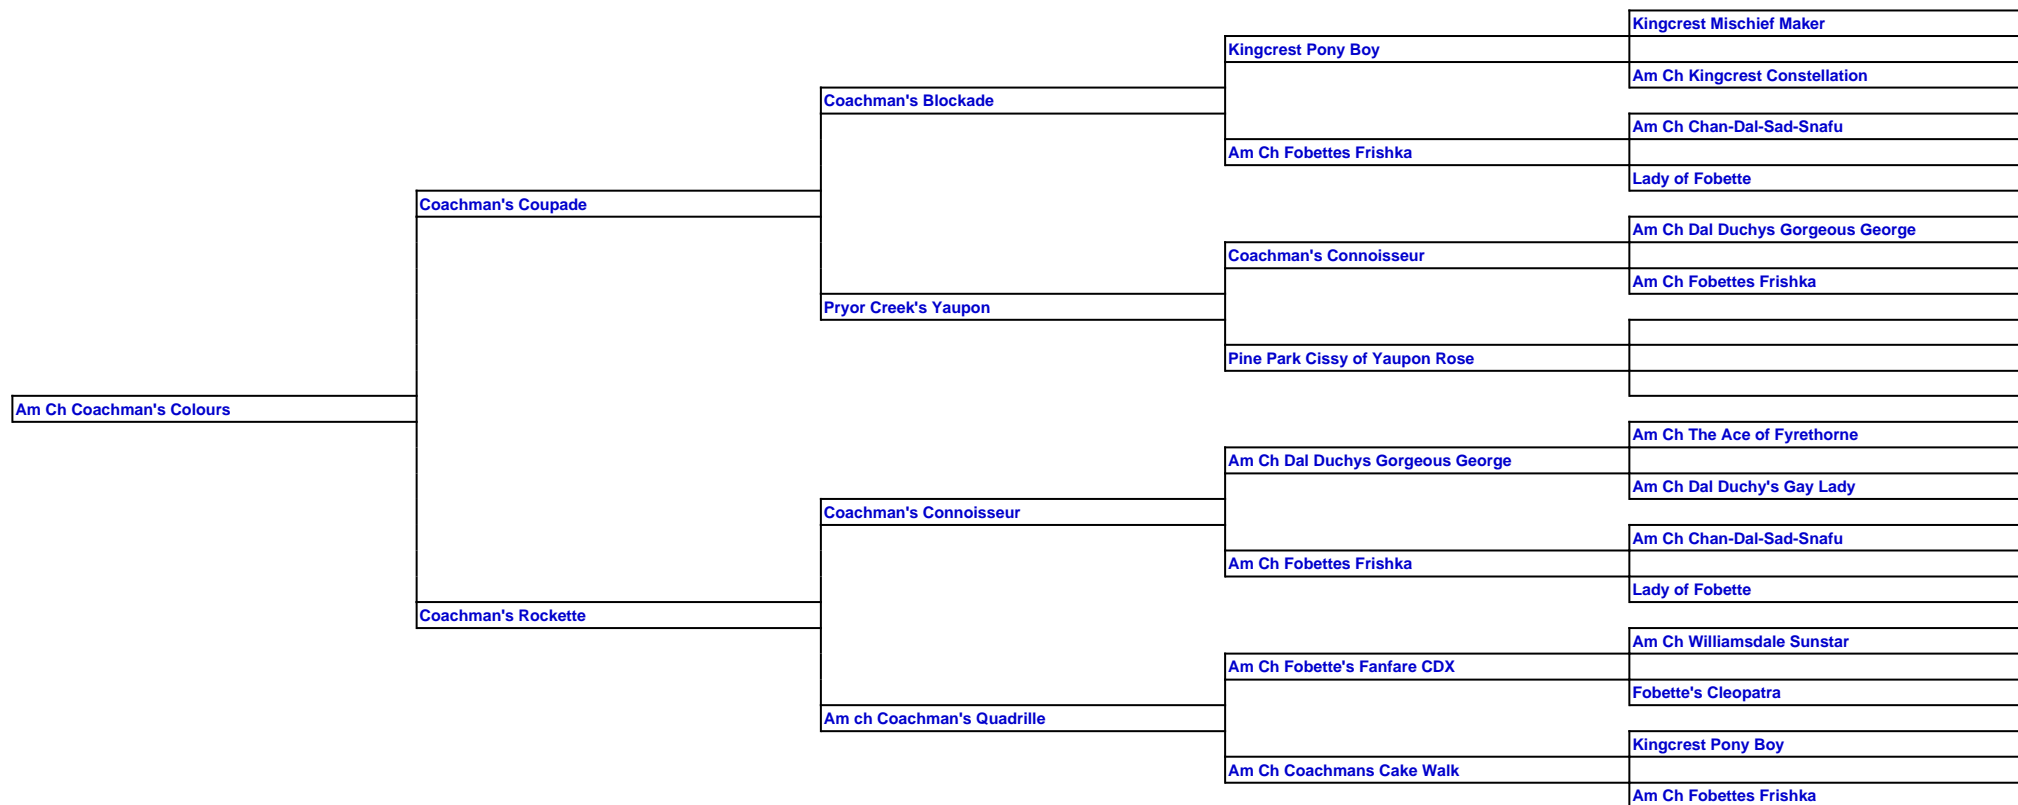 Kingcrest Mischief Maker
Kingcrest Pony Boy
Am Ch Kingcrest Constellation
Coachman's Blockade
Am Ch Chan-Dal-Sad-Snafu
Am Ch Fobettes Frishka
Lady of Fobette
Coachman's Coupade
Am Ch Dal Duchys Gorgeous George
Coachman's Connoisseur
Am Ch Fobettes Frishka
Pryor Creek's Yaupon
Pine Park Cissy of Yaupon Rose
Am Ch Coachman's Colours
Am Ch The Ace of Fyrethorne
Am Ch Dal Duchys Gorgeous George
Am Ch Dal Duchy's Gay Lady
Coachman's Connoisseur
Am Ch Chan-Dal-Sad-Snafu
Am Ch Fobettes Frishka
Lady of Fobette
Coachman's Rockette
Am Ch Williamsdale Sunstar
Am Ch Fobette's Fanfare CDX
Fobette's Cleopatra
Am ch Coachman's Quadrille
Kingcrest Pony Boy
Am Ch Coachmans Cake Walk
Am Ch Fobettes Frishka